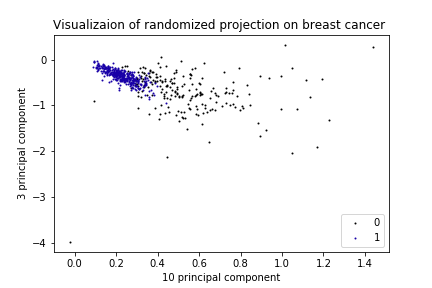 Visualizaion of randomized projection on breast cancer
0
−1
−2
−3
−4
3 principal component
0.0 0.2 0.4 0.6 0.8 1.0 1.2 1.4
10 principal component
0
1